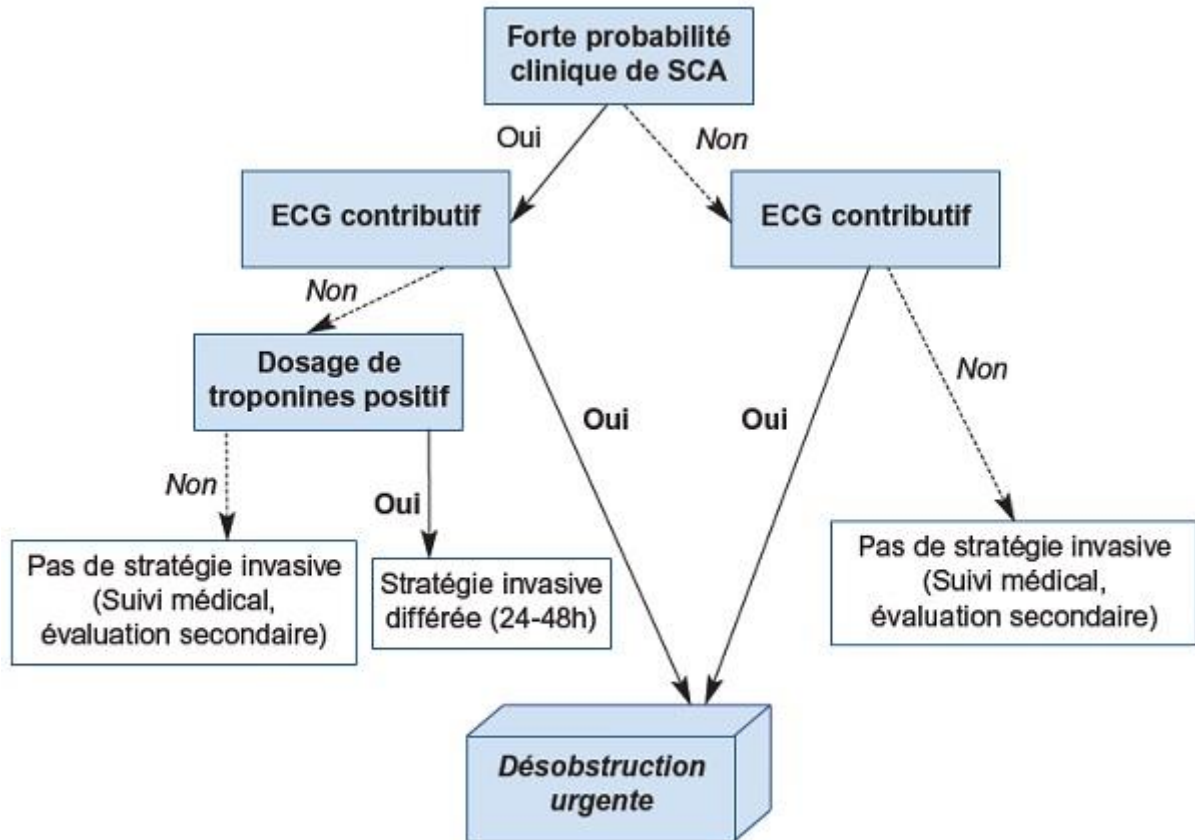 Forte probabilité
clinique de SCA
Oui
Non
ECG contributif
ECG contributif
Non
Dosage de
troponines positif
Non
Oui
Oui
Oui
Non
Pas de stratégie invasive
(Suivi médical,
évaluation secondaire)
Stratégie invasive
différée (24-48h)
Pas de stratégie invasive
(Suivi médical,
évaluation secondaire)
Désobstruction
urgente